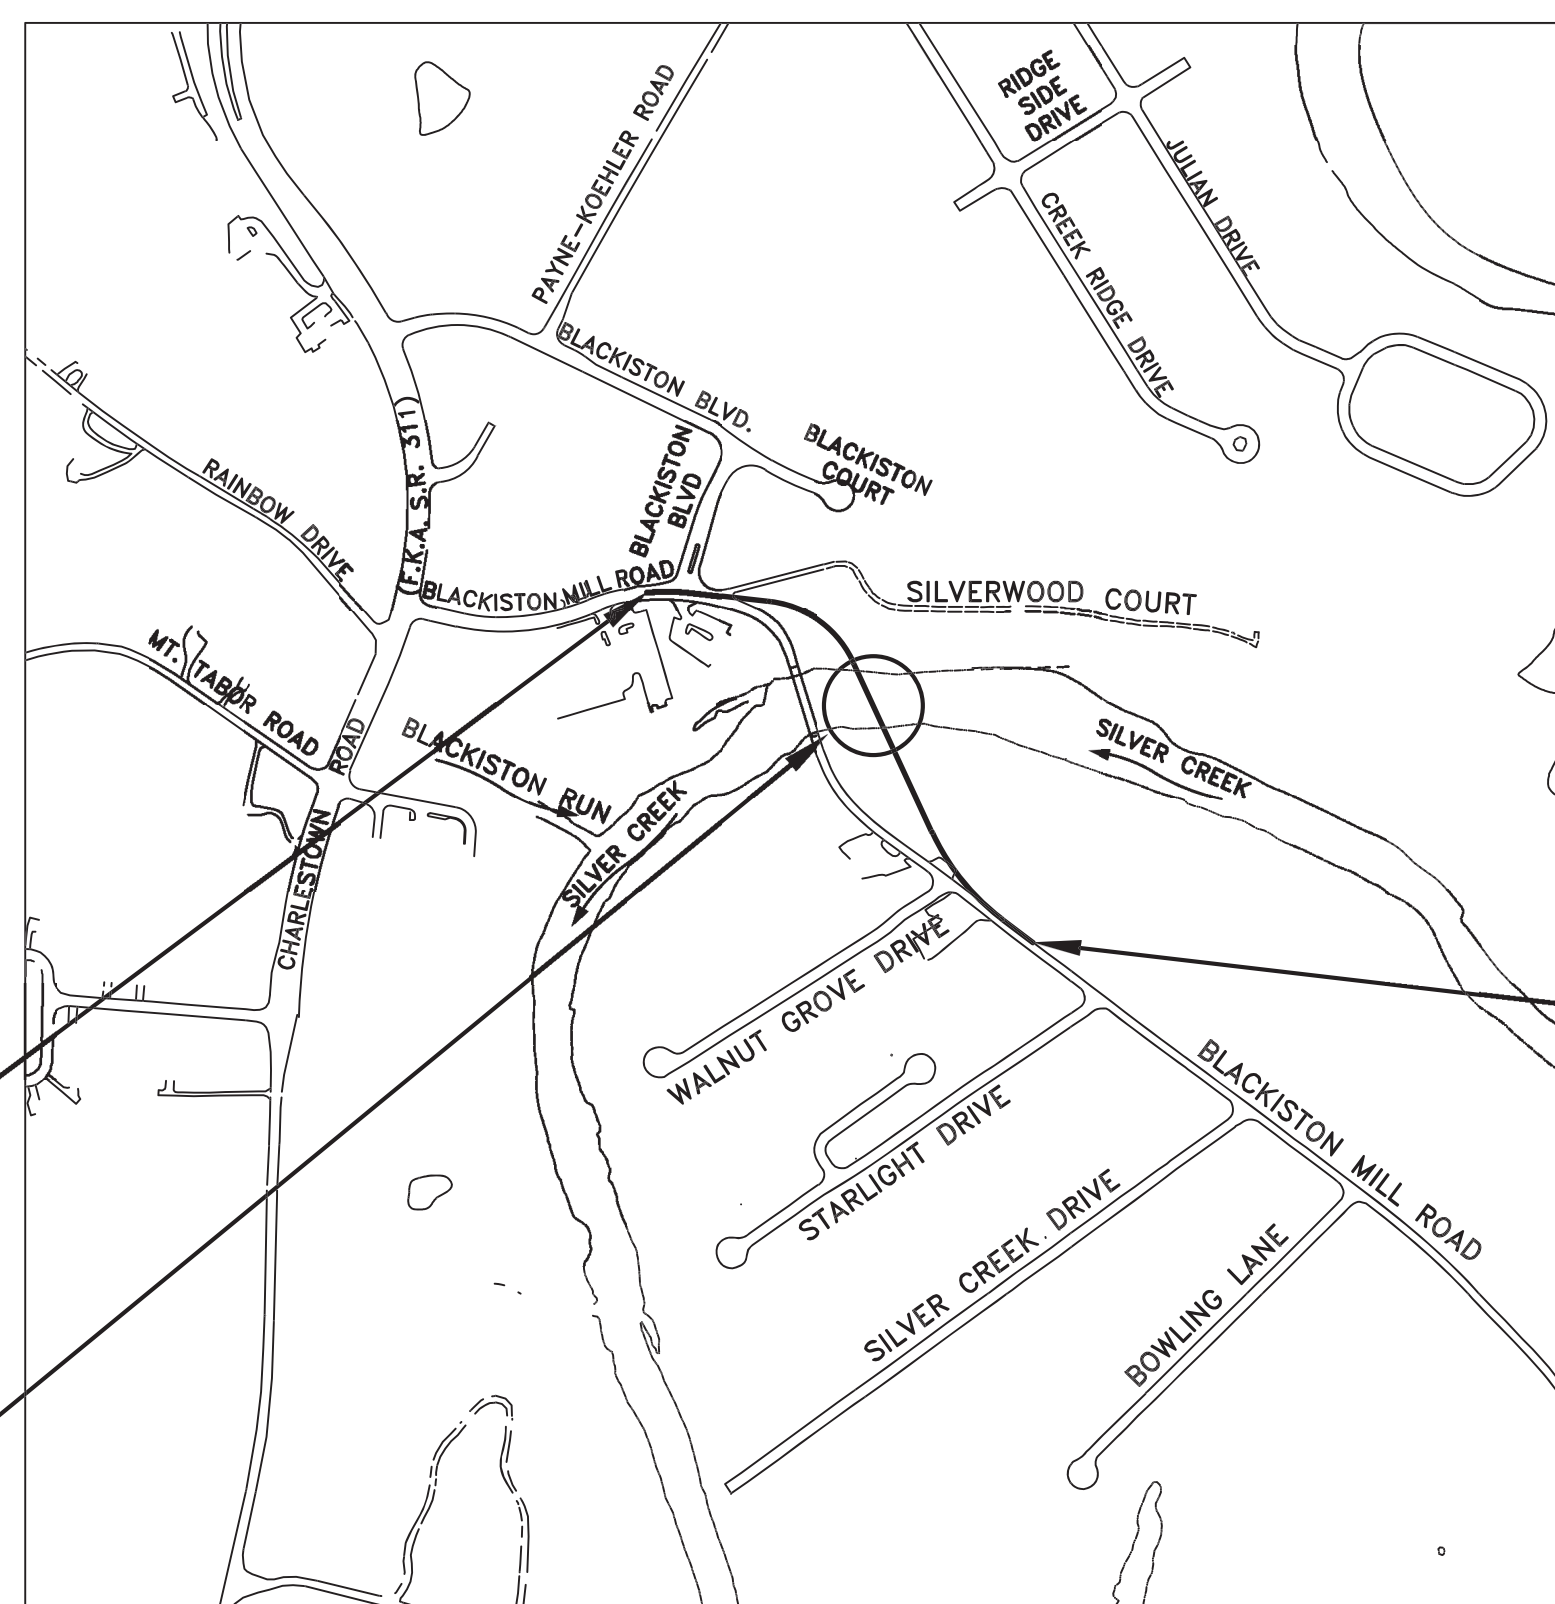 RIDGE
SIDE
DRIVE
PAYNE-KOEHLER ROAD
JULIAN DRIVE
CREEK RIDGE DRIVE
BLACKISTON BLVD.
BLACKISTON
COURT
BLACKISTON
BLVD
(F.K.A. S.R. 311)
RAINBOW DRIVE
BLACKISTON MILL ROAD
SILVERWOOD COURT
MT. TABOR ROAD
CHARLESTOWN ROAD
BLACKISTON RUN
SILVER CREEK
SILVER CREEK
WALNUT GROVE DRIVE
STARLIGHT DRIVE
BLACKISTON MILL ROAD
SILVER CREEK DRIVE
BOWLING LANE